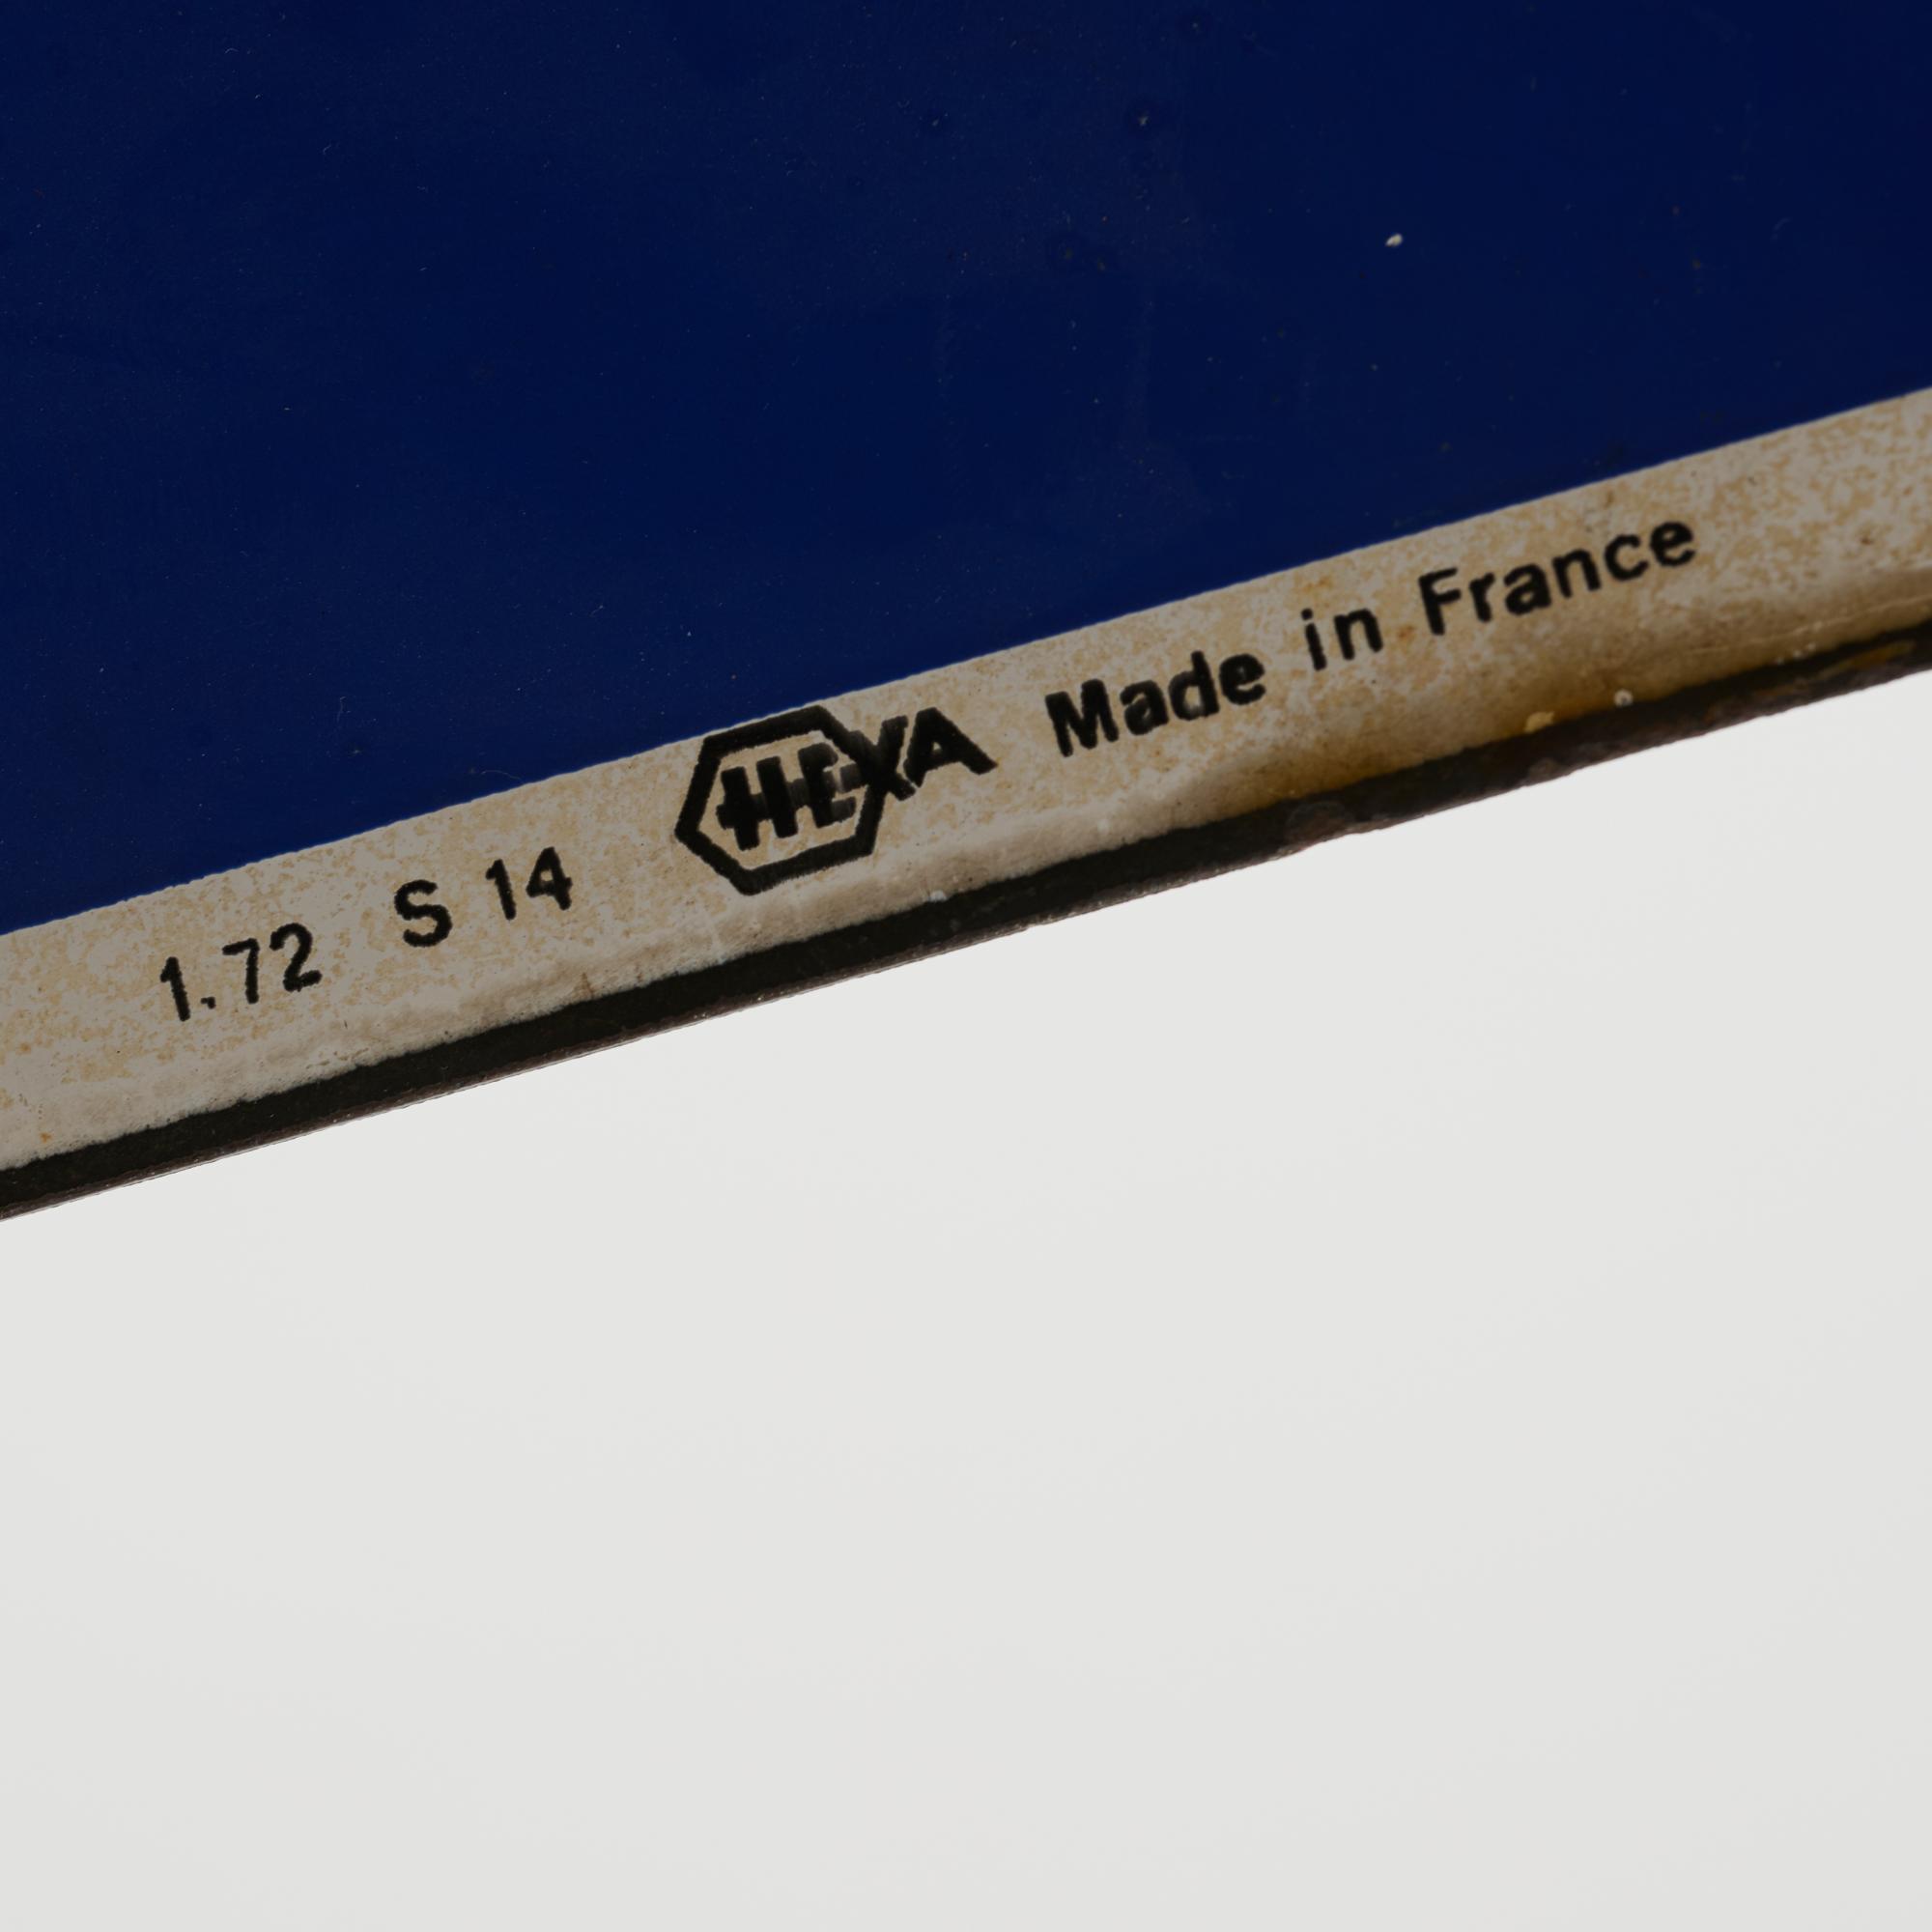 1.72 S 14 HEXA Made in France